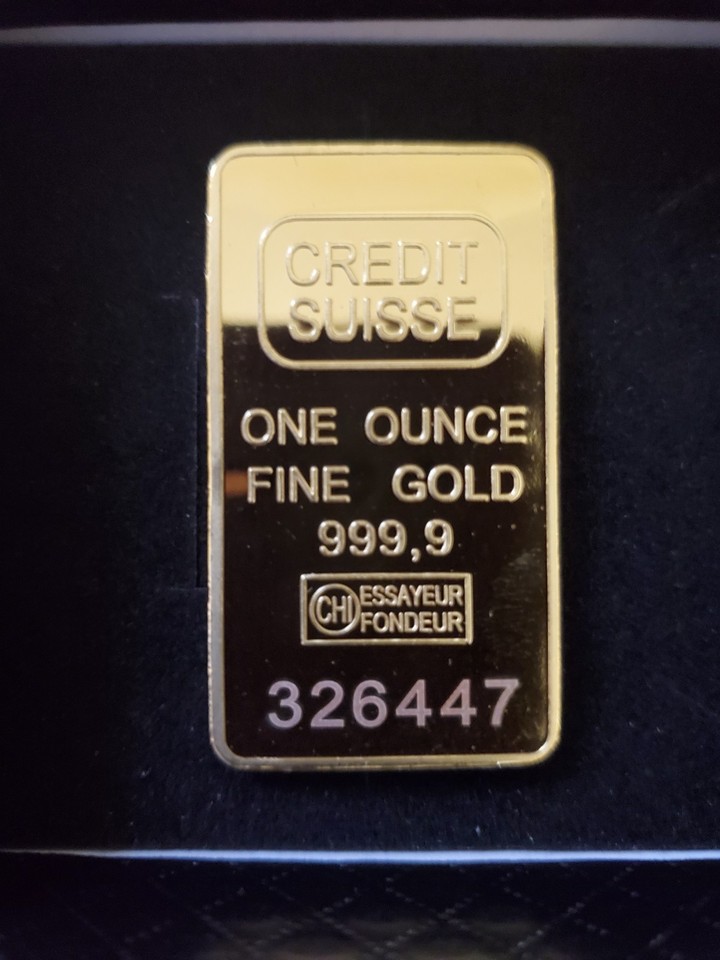 CREDIT
SUISSE
ONE OUNCE
FINE GOLD
999,9
CHI ESSAYEUR
FONDEUR
326447